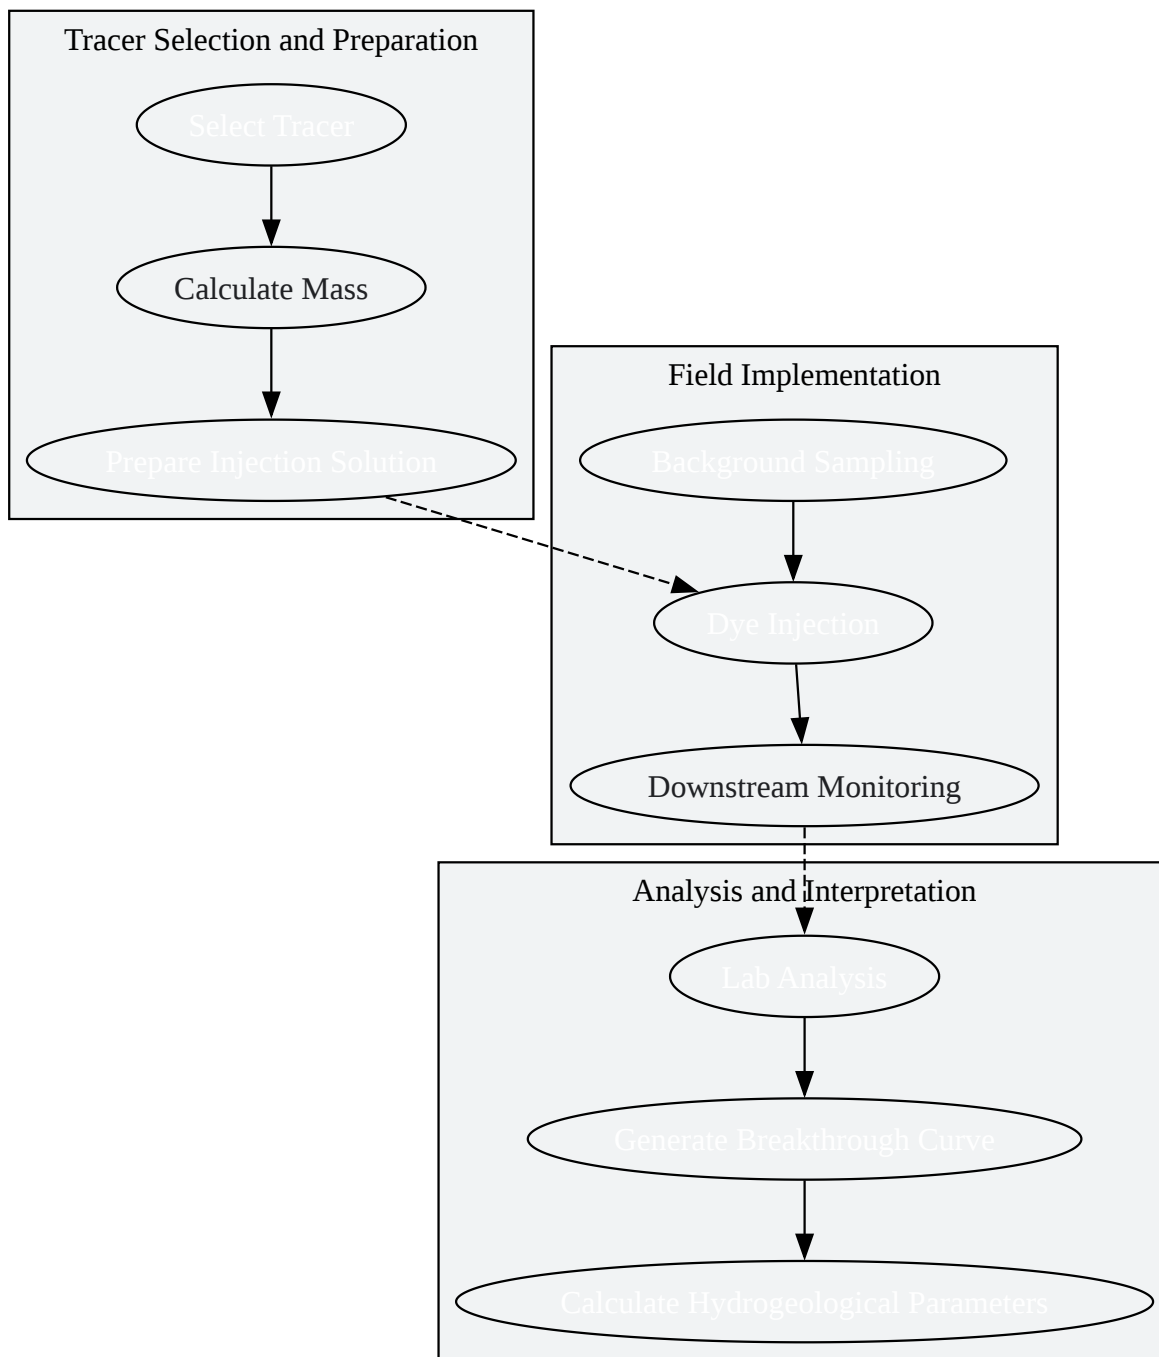 Tracer Selection and Preparation
Select Tracer
Calculate Mass
Prepare Injection Solution
Field Implementation
Background Sampling
Dye Injection
Downstream Monitoring
Analysis and Interpretation
Lab Analysis
Generate Breakthrough Curve
Calculate Hydrogeological Parameters